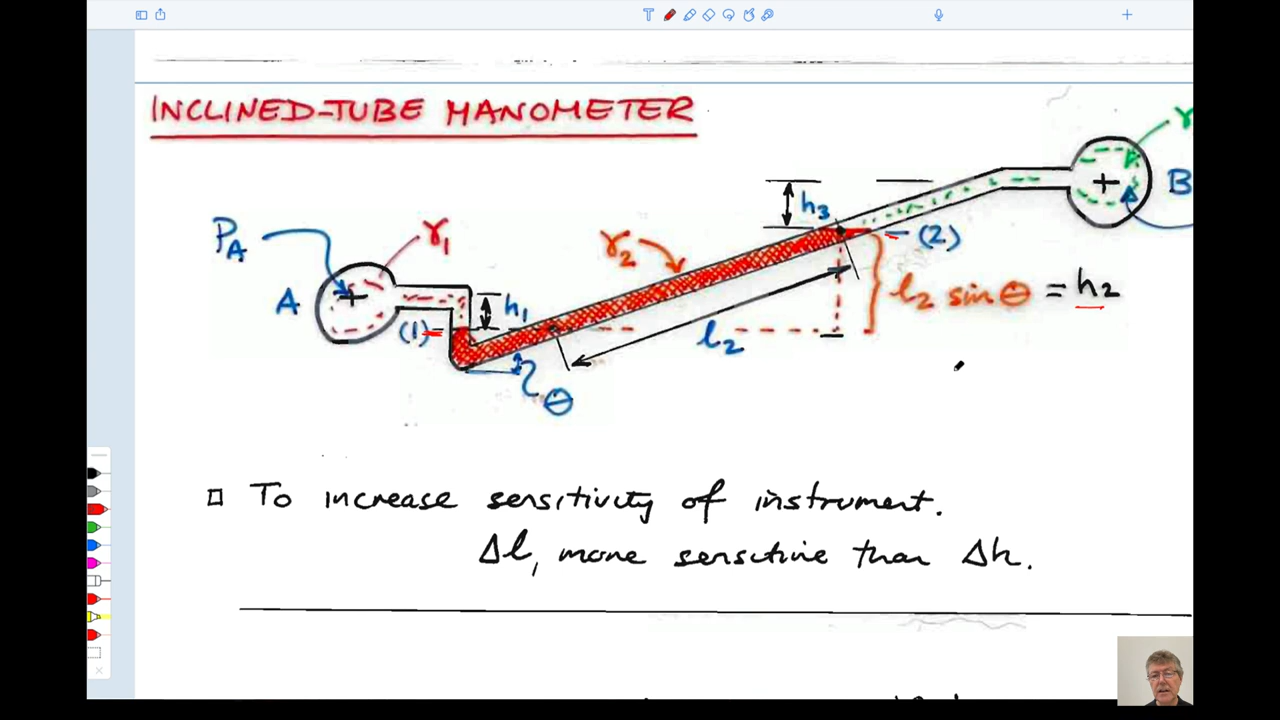 INCLINED-TUBE MANOMETER
h3
B
PA
γ1
γ2
(2)
A
h1
l2 sin θ = h2
(1)
l2
θ
□ To increase sensitivity of instrument.
Δl, more sensitive than Δh.